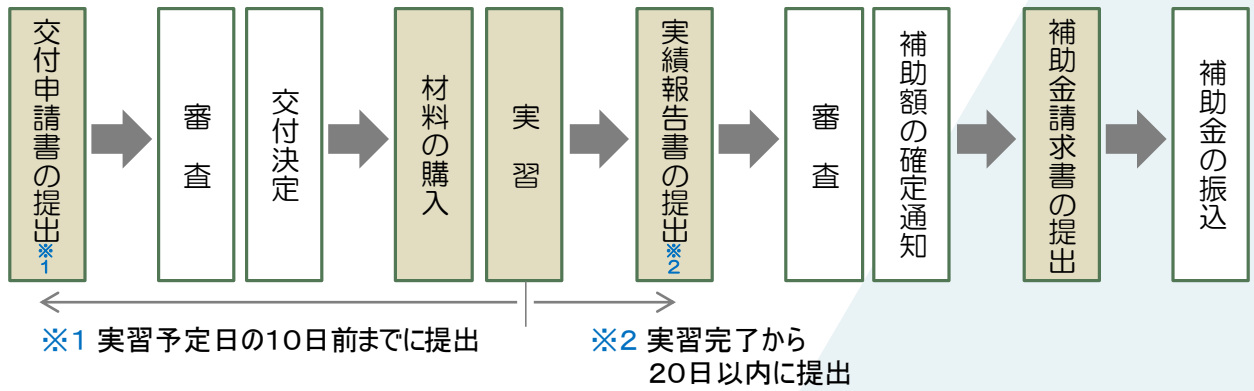 交付申請書の提出※1
審査
交付決定
材料の購入
実習
実績報告書の提出※2
審査
補助額の確定通知
補助金請求書の提出
補助金の振込
※1 実習予定日の10日前までに提出
※2 実習完了から
20日以内に提出